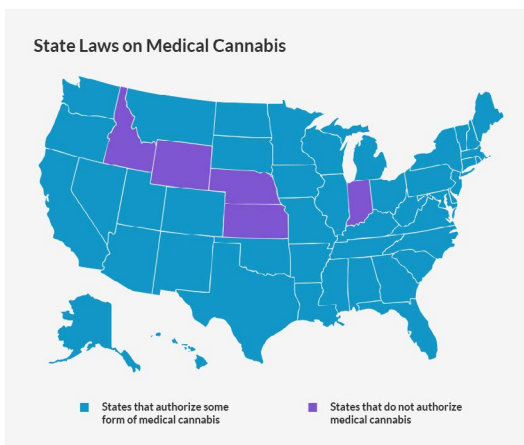 State Laws on Medical Cannabis
States that authorize some
form of medical cannabis
States that do not authorize
medical cannabis